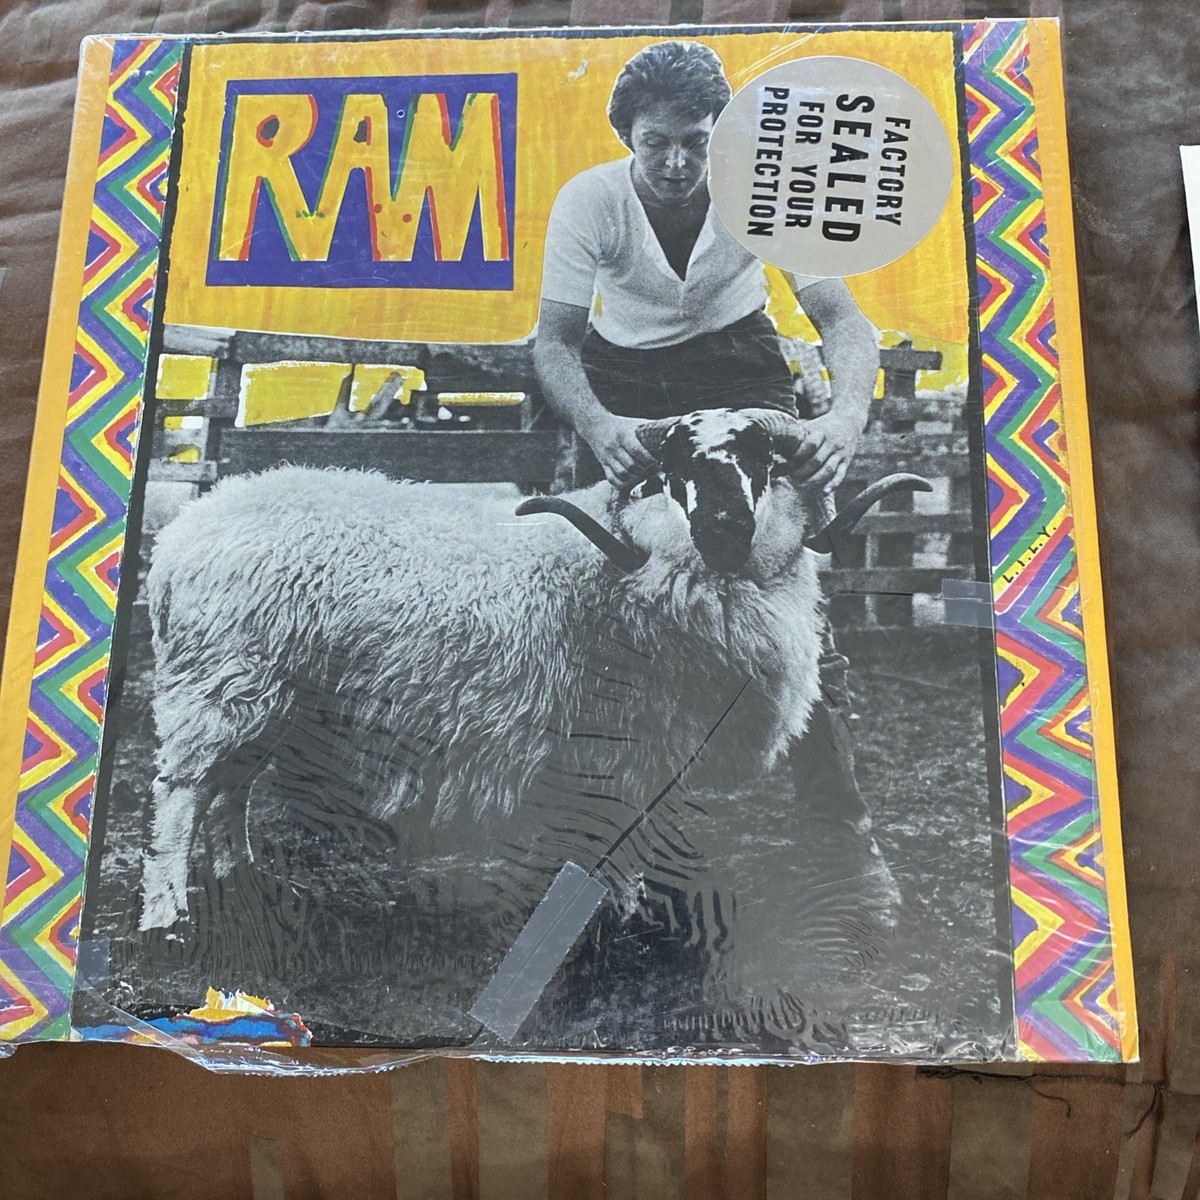 RAM
FACTORY
SEALED
FOR YOUR
PROTECTION
L.I.L.Y.